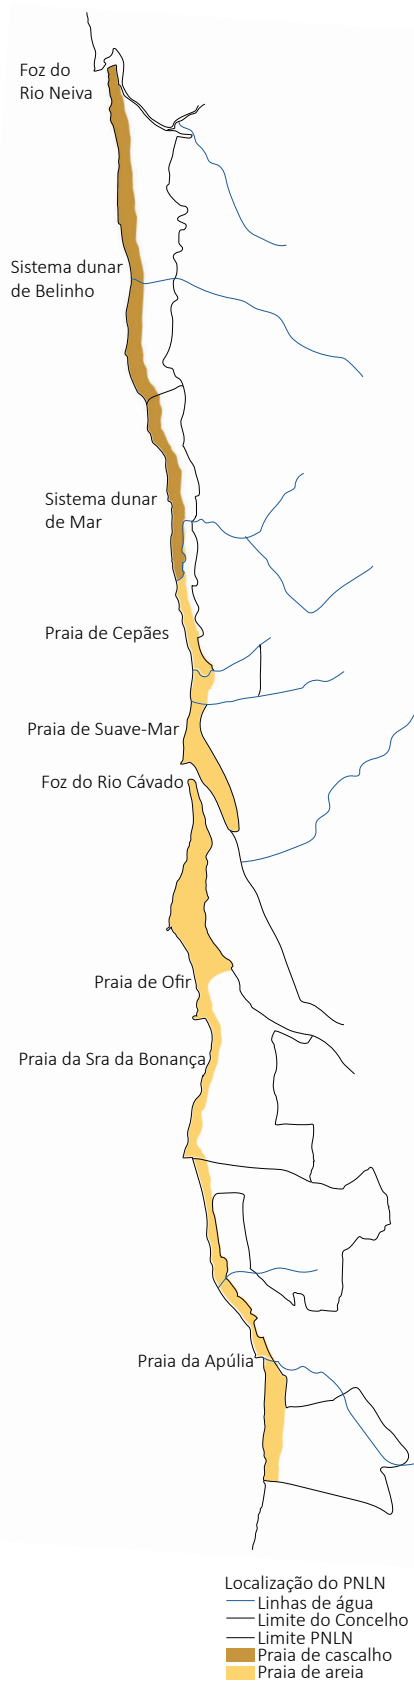 Foz do
Rio Neiva
Sistema dunar
de Belinho
Sistema dunar
de Mar
Praia de Cepães
Praia de Suave-Mar
Foz do Rio Cávado
Praia de Ofir
Praia da Sra da Bonança
Praia da Apúlia
Localização do PNLN
Linhas de água
Limite do Concelho
Limite PNLN
Praia de cascalho
Praia de areia